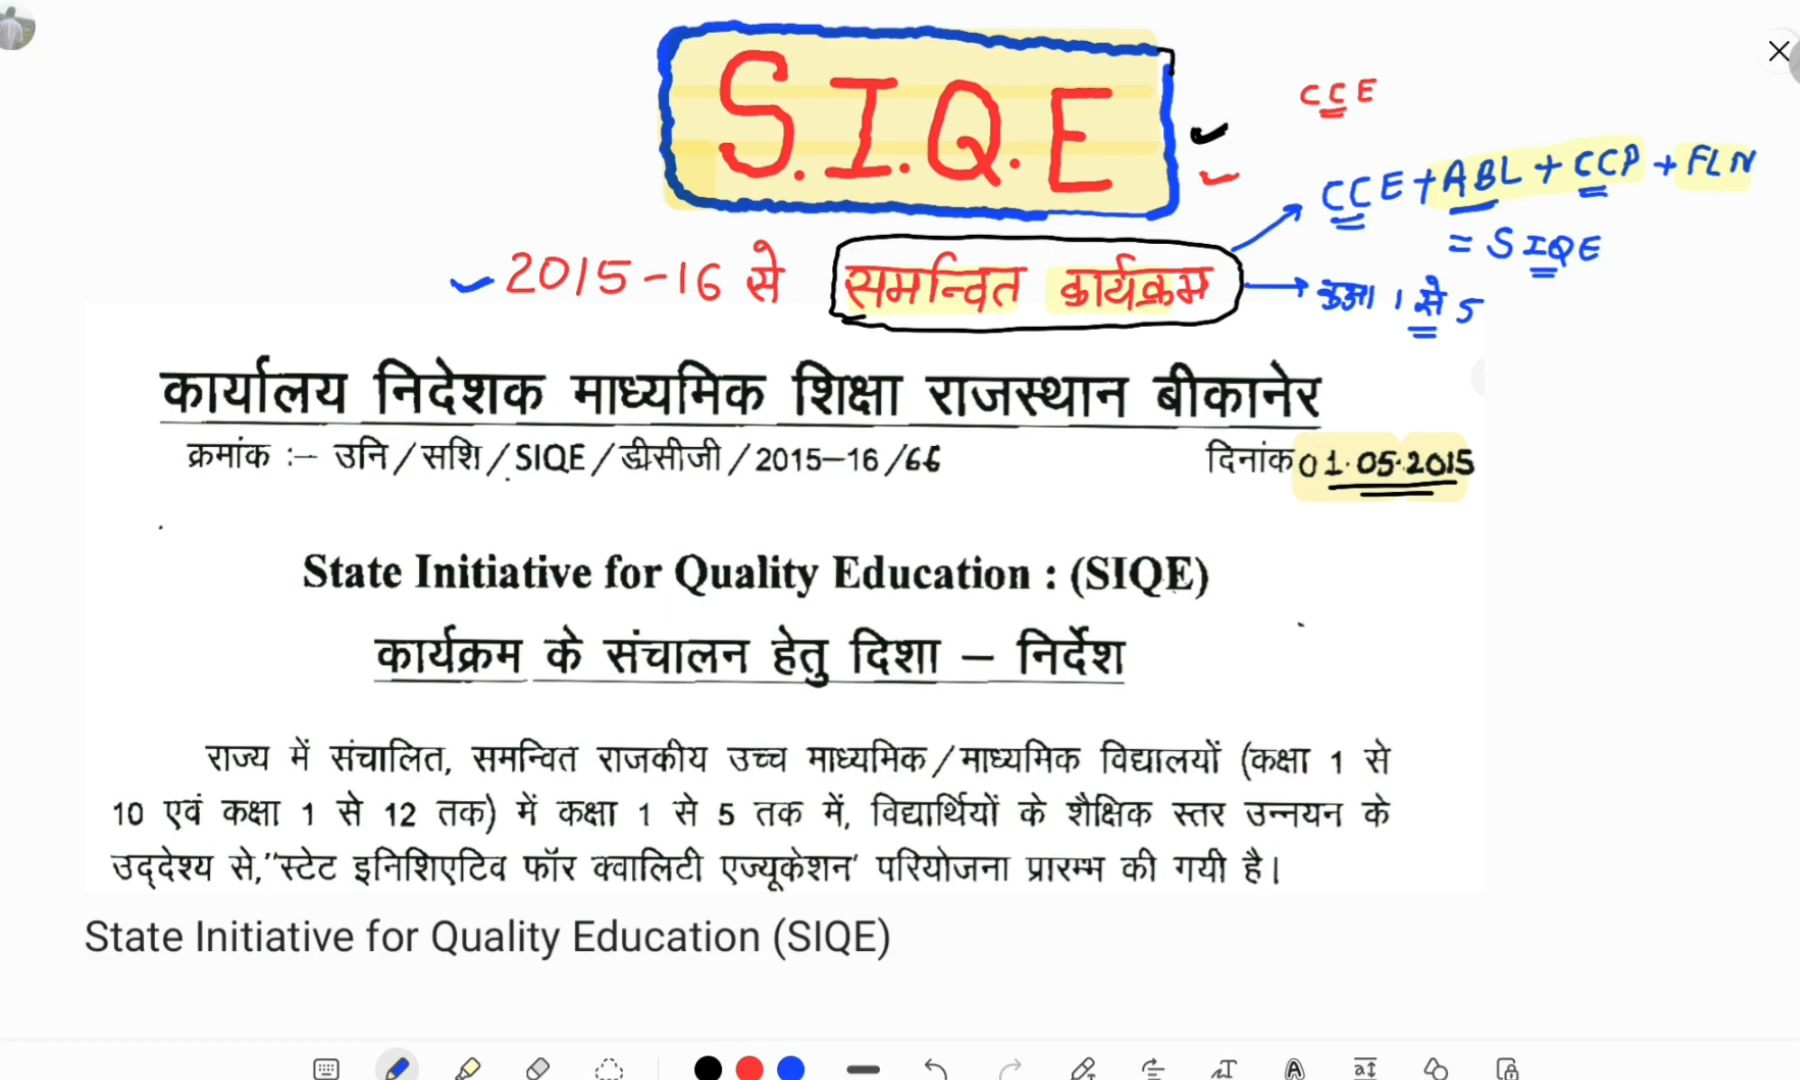 S.I.Q.E
CCE
CCE+ABL+CCP+FLN
= SIQE
2015-16 से समन्वित कार्यक्रम
कक्षा 1 से 5
कार्यालय निदेशक माध्यमिक शिक्षा राजस्थान बीकानेर
क्रमांक :– उनि/सशि/SIQE/डीसीजी/2015–16/66 दिनांक 01.05.2015
State Initiative for Quality Education : (SIQE)
कार्यक्रम के संचालन हेतु दिशा – निर्देश
राज्य में संचालित, समन्वित राजकीय उच्च माध्यमिक/माध्यमिक विद्यालयों (कक्षा 1 से
10 एवं कक्षा 1 से 12 तक) में कक्षा 1 से 5 तक में, विद्यार्थियों के शैक्षिक स्तर उन्नयन के
उद्देश्य से,"स्टेट इनिशिएटिव फॉर क्वालिटी एज्यूकेशन' परियोजना प्रारम्भ की गयी है।
State Initiative for Quality Education (SIQE)